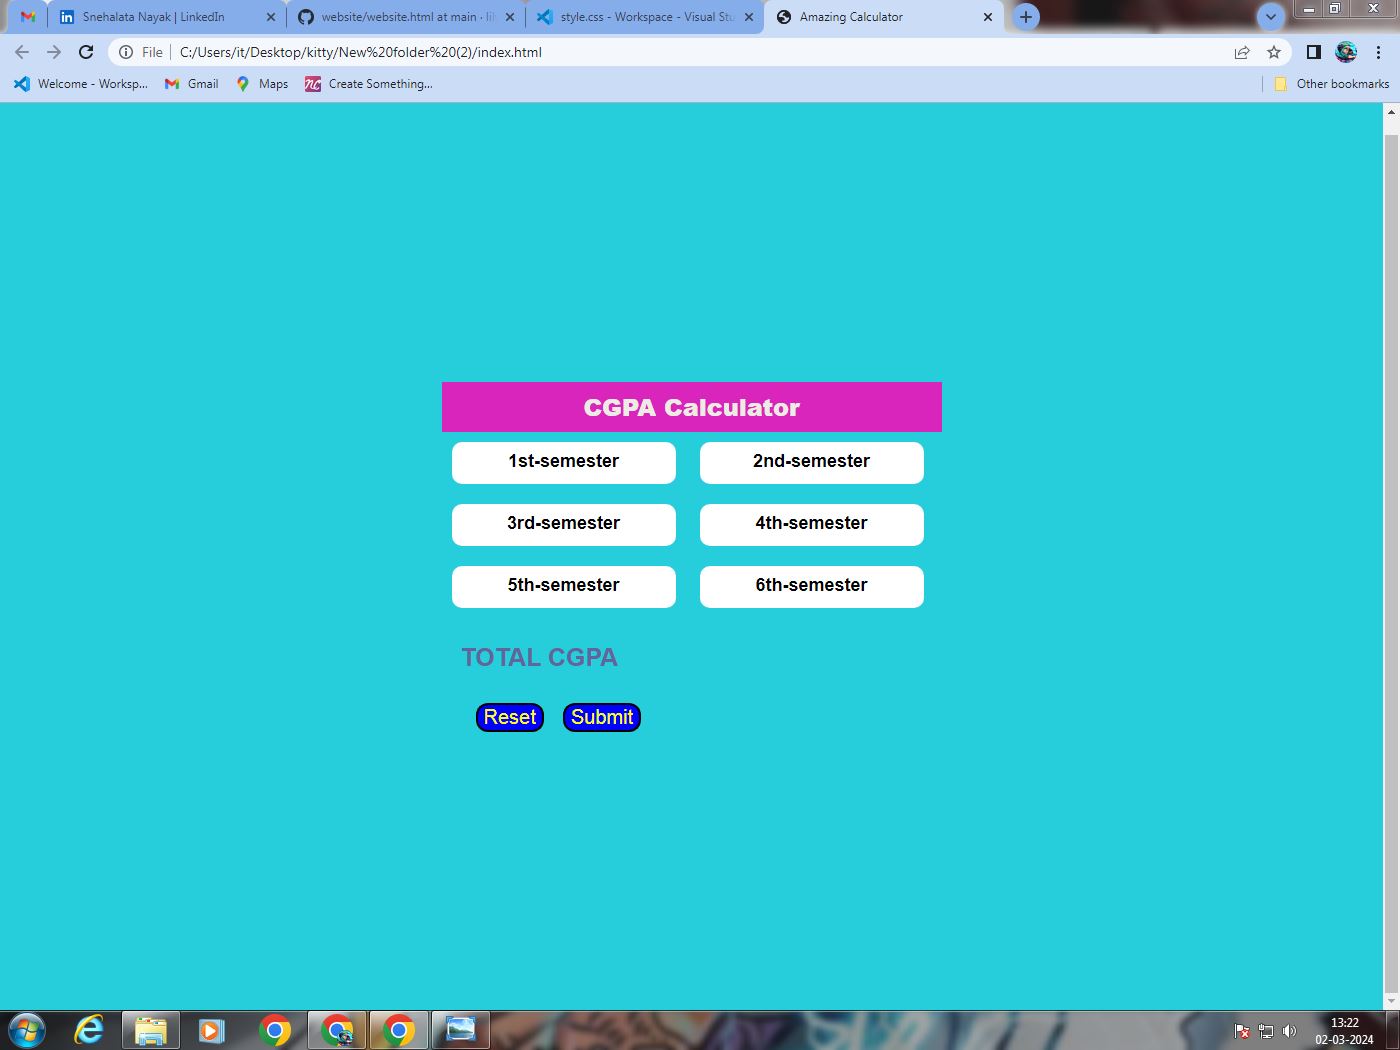 Snehalata Nayak | LinkedIn
website/website.html at main · lil
style.css - Workspace - Visual Stu
Amazing Calculator
File
C:/Users/it/Desktop/kitty/New%20folder%20(2)/index.html
Welcome - Worksp...
Gmail
Maps
NC
Create Something...
Other bookmarks
CGPA Calculator
1st-semester
2nd-semester
3rd-semester
4th-semester
5th-semester
6th-semester
TOTAL CGPA
Reset
Submit
13:22
02-03-2024